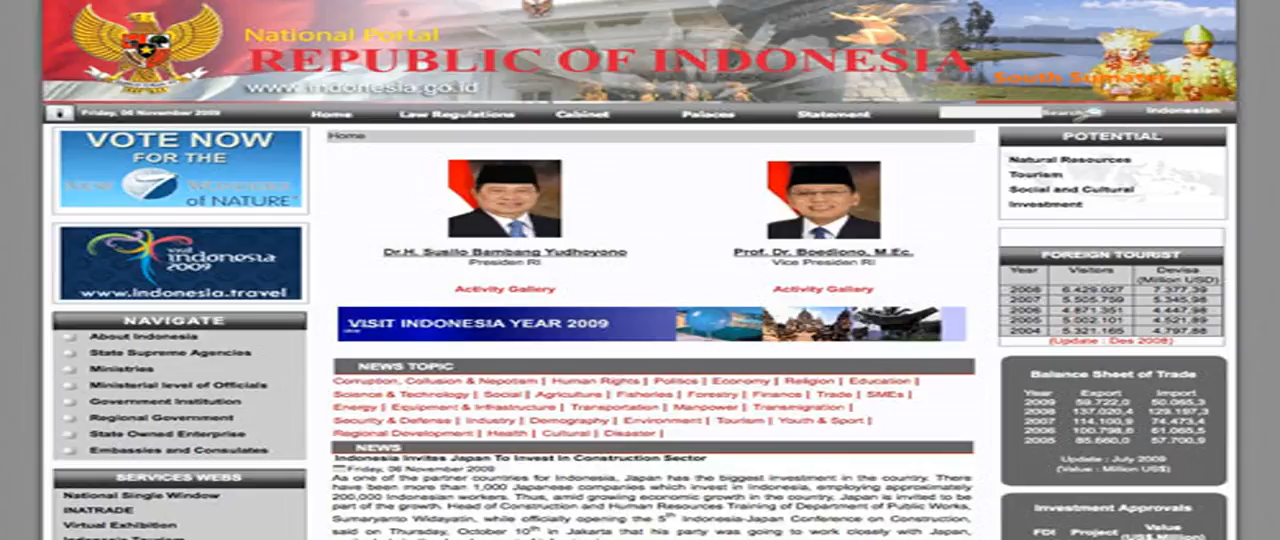 National Portal
REPUBLIC OF INDONESIA
www.indonesia.go.id
South Sumatra
Friday, 06 November 2009
Home
Law Regulations
Cabinet
Palaces
Statement
Search
Indonesian
VOTE NOW
FOR THE
NEW 7 WONDERS
of NATURE
visit
indonesia
2009
www.indonesia.travel
NAVIGATE
About Indonesia
State Supreme Agencies
Ministries
Ministerial level of Officials
Government Institution
Regional Government
State Owned Enterprise
Embassies and Consulates
SERVICES WEBS
National Single Window
INATRADE
Virtual Exhibition
Indonesia Tourism
Home
Dr.H. Susilo Bambang Yudhoyono
Presiden RI
Activity Gallery
Prof. Dr. Boediono, M.Ec.
Vice Presiden RI
Activity Gallery
VISIT INDONESIA YEAR 2009
NEWS TOPIC
Corruption, Collusion & Nepotism | Human Rights | Politics | Economy | Religion | Education |
Science & Technology | Social | Agriculture | Fisheries | Forestry | Finance | Trade | SMEs |
Energy | Equipment & Infrastructure | Transportation | Manpower | Transmigration |
Security & Defense | Industry | Demography | Environment | Tourism | Youth & Sport |
Regional Development | Health | Cultural | Disaster |
NEWS
Indonesia Invites Japan To Invest In Construction Sector
Friday, 06 November 2009
As one of the partner countries for Indonesia, Japan has the biggest investment in the country. There
have been more than 1,000 Japanese companies which invest in Indonesia, employing approximately
200,000 Indonesian workers. Thus, amid growing economic growth in the country, Japan is invited to be
part of the growth. Head of Construction and Human Resources Training of Department of Public Works,
Sumaryanto Widayatin, while officially opening the 5th Indonesia-Japan Conference on Construction,
said on Thursday, October 10th in Jakarta that his party was going to work closely with Japan,
POTENTIAL
Natural Resources
Tourism
Social and Cultural
Investment
FOREIGN TOURIST
Year Visitors Devisa
(Million USD)
2008 6.429.027 7.377,39
2007 5.505.759 5.345,98
2006 4.871.351 4.447,98
2005 5.002.101 4.521,89
2004 5.321.165 4.797,88
(Update : Des 2008)
Balance Sheet of Trade
Year Export Import
2009 59.722,0 50.065,3
2008 137.020,4 129.197,3
2007 114.100,9 74.473,4
2006 100.798,6 61.065,5
2005 85.660,0 57.700,9
Update : July 2009
(Value : Million US$)
Investment Approvals
FDI Project Value
(US$ Million)